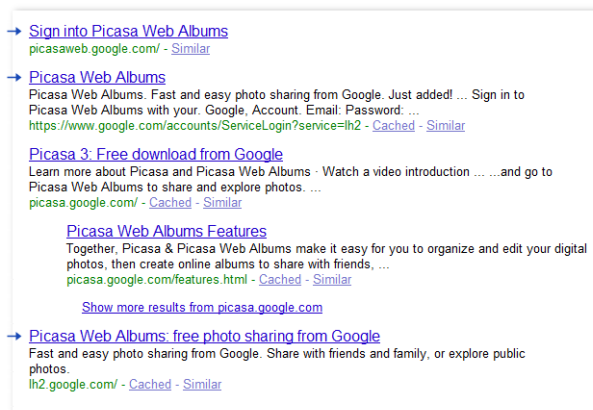 Sign into Picasa Web Albums
picasaweb.google.com/ - Similar
Picasa Web Albums
Picasa Web Albums. Fast and easy photo sharing from Google. Just added! ... Sign in to
Picasa Web Albums with your. Google, Account. Email: Password: ...
https://www.google.com/accounts/ServiceLogin?service=lh2 - Cached - Similar
Picasa 3: Free download from Google
Learn more about Picasa and Picasa Web Albums · Watch a video introduction ... ...and go to
Picasa Web Albums to share and explore photos. ...
picasa.google.com/ - Cached - Similar
Picasa Web Albums Features
Together, Picasa & Picasa Web Albums make it easy for you to organize and edit your digital
photos, then create online albums to share with friends, ...
picasa.google.com/features.html - Cached - Similar
Show more results from picasa.google.com
Picasa Web Albums: free photo sharing from Google
Fast and easy photo sharing from Google. Share with friends and family, or explore public
photos.
lh2.google.com/ - Cached - Similar